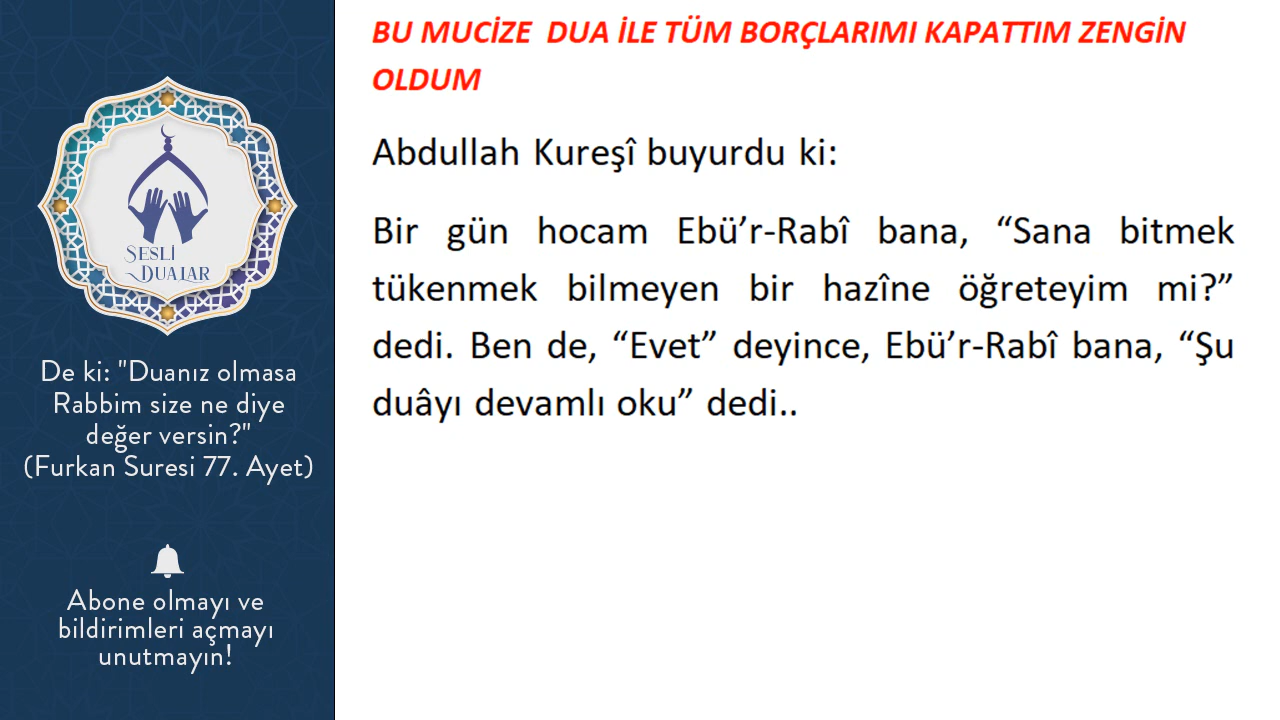 SESLİ
DUALAR
De ki: "Duanız olmasa
Rabbim size ne diye
değer versin?"
(Furkan Suresi 77. Ayet)
Abone olmayı ve
bildirimleri açmayı
unutmayın!
BU MUCİZE  DUA İLE TÜM BORÇLARIMI KAPATTIM ZENGİN
OLDUM
Abdullah Kureşî buyurdu ki:
Bir gün hocam Ebü’r-Rabî bana, “Sana bitmek
tükenmek bilmeyen bir hazîne öğreteyim mi?”
dedi. Ben de, “Evet” deyince, Ebü’r-Rabî bana, “Şu
duâyı devamlı oku” dedi..